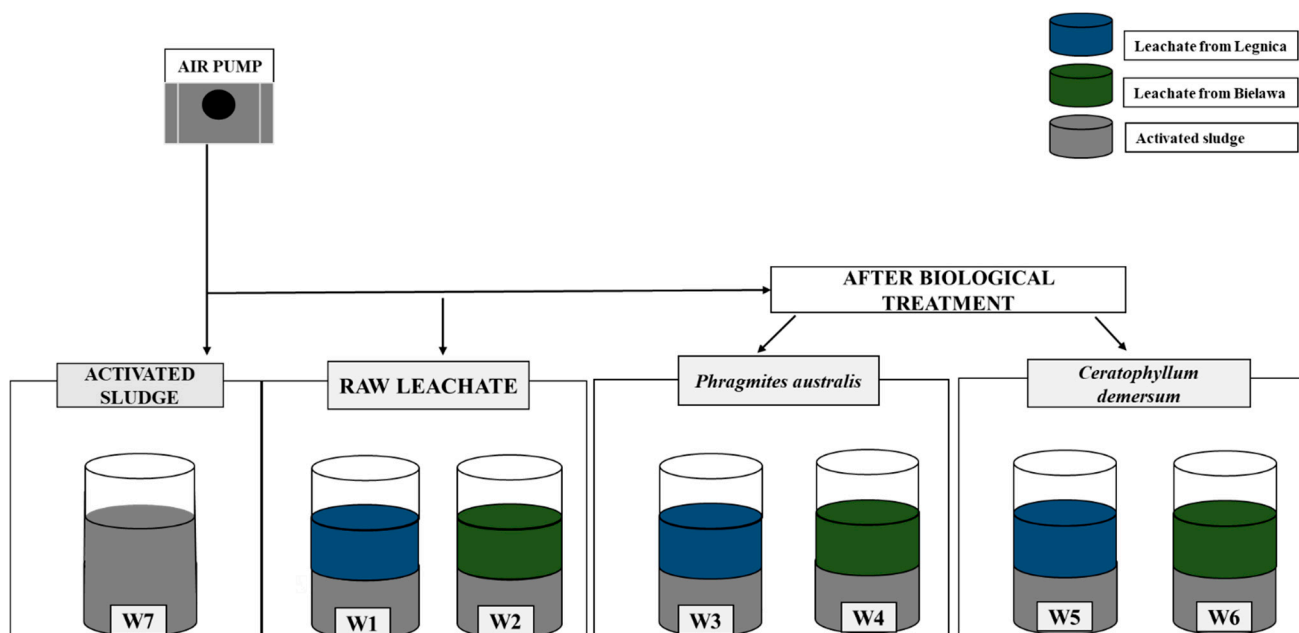 AIR PUMP
Leachate from Legnica
Leachate from Bielawa
Activated sludge
AFTER BIOLOGICAL
TREATMENT
ACTIVATED
SLUDGE
RAW LEACHATE
Phragmites australis
Ceratophyllum
demersum
W7
W1
W2
W3
W4
W5
W6